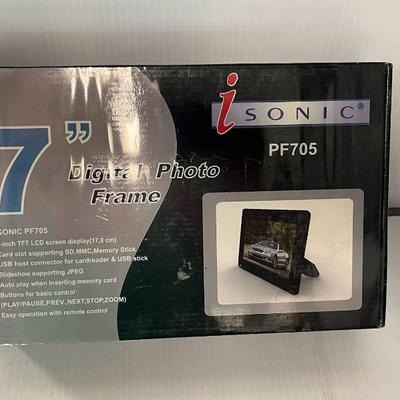 iSONIC®
PF705
7”
Digital Photo
Frame
SONIC PF705
-inch TFT LCD screen display(17,8 cm)
Card slot supporting SD,MMC,Memory Stick
USB host connector for cardreader & USB stick
Slideshow supporting JPEG
Auto play when inserting memory card
Buttons for basic control
(PLAY/PAUSE,PREV.,NEXT,STOP,ZOOM)
Easy operation with remote control